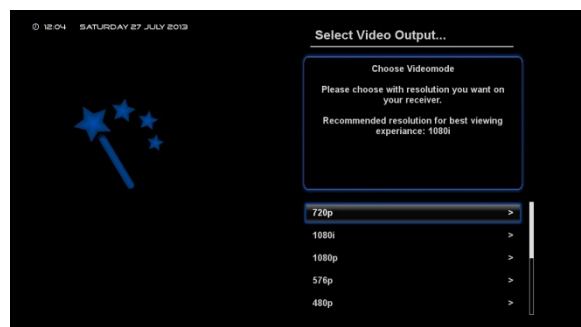 12:04 SATURDAY 27 JULY 2013
Select Video Output...
Choose Videomode
Please choose with resolution you want on
your receiver.
Recommended resolution for best viewing
experiance: 1080i
720p >
1080i >
1080p >
576p >
480p >